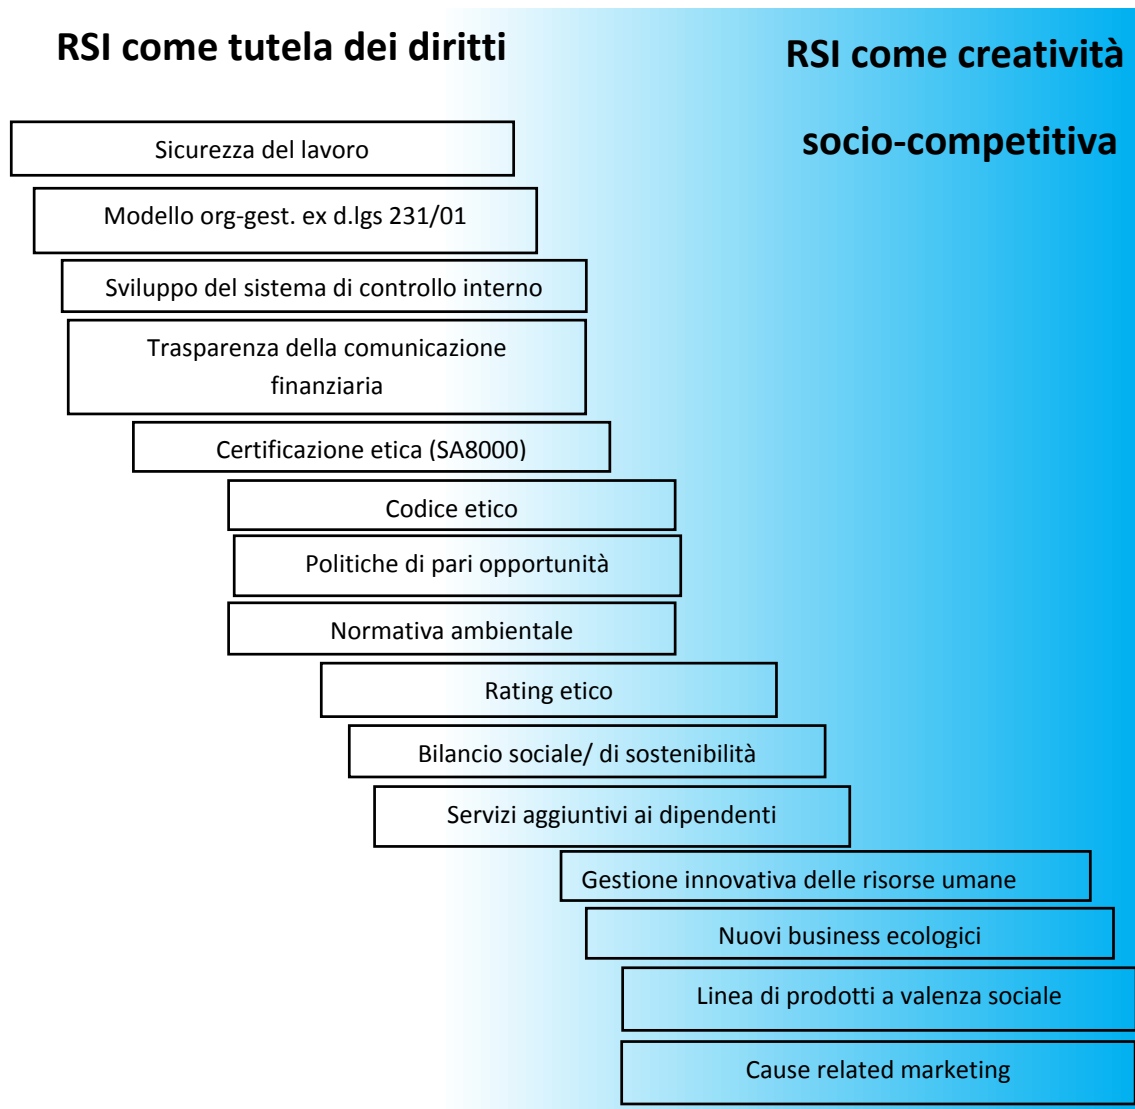 RSI come tutela dei diritti
RSI come creatività
socio-competitiva
Sicurezza del lavoro
Modello org-gest. ex d.lgs 231/01
Sviluppo del sistema di controllo interno
Trasparenza della comunicazione
finanziaria
Certificazione etica (SA8000)
Codice etico
Politiche di pari opportunità
Normativa ambientale
Rating etico
Bilancio sociale/ di sostenibilità
Servizi aggiuntivi ai dipendenti
Gestione innovativa delle risorse umane
Nuovi business ecologici
Linea di prodotti a valenza sociale
Cause related marketing